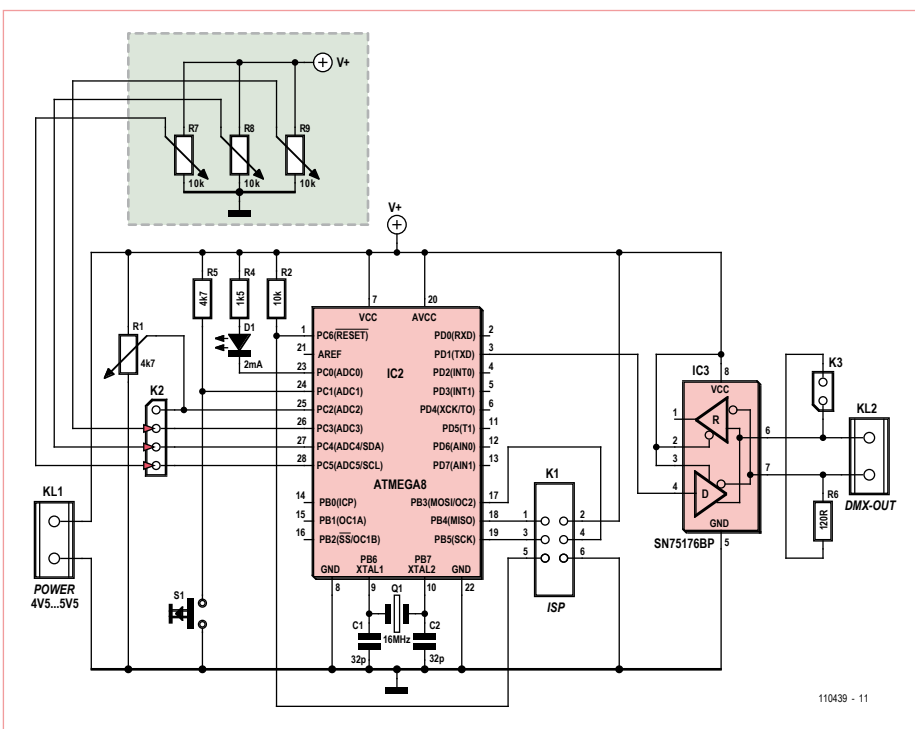 V+
R7
R8
R9
10k
10k
10k
V+
R5
R4
R2
4k7
1k5
10k
7
20
VCC
AVCC
1
PC6(RESET)
PD0(RXD)
2
21
AREF
PD1(TXD)
3
23
PC0(ADC0)
IC2
PD2(INT0)
4
24
PC1(ADC1)
PD3(INT1)
5
25
PC2(ADC2)
PD4(XCK/TO)
6
26
PC3(ADC3)
PD5(T1)
11
27
PC4(ADC4/SDA)
PD6(AIN0)
12
28
PC5(ADC5/SCL)
PD7(AIN1)
13
ATMEGA8
14
PB0(ICP)
PB3(MOSI/OC2)
17
15
PB1(OC1A)
PB4(MISO)
18
16
PB2(SS/OC1B)
PB5(SCK)
19
PB6
PB7
GND
XTAL1
XTAL2
GND
8
9
10
22
D1
2mA
R1
4k7
K2
KL1
POWER
4V5...5V5
S1
Q1
C1
C2
16MHz
32p
32p
K1
1
2
3
4
5
6
ISP
IC3
8
VCC
1
R
2
6
3
7
4
D
GND
5
SN75176BP
K3
KL2
R6
120R
DMX-OUT
110439 - 11